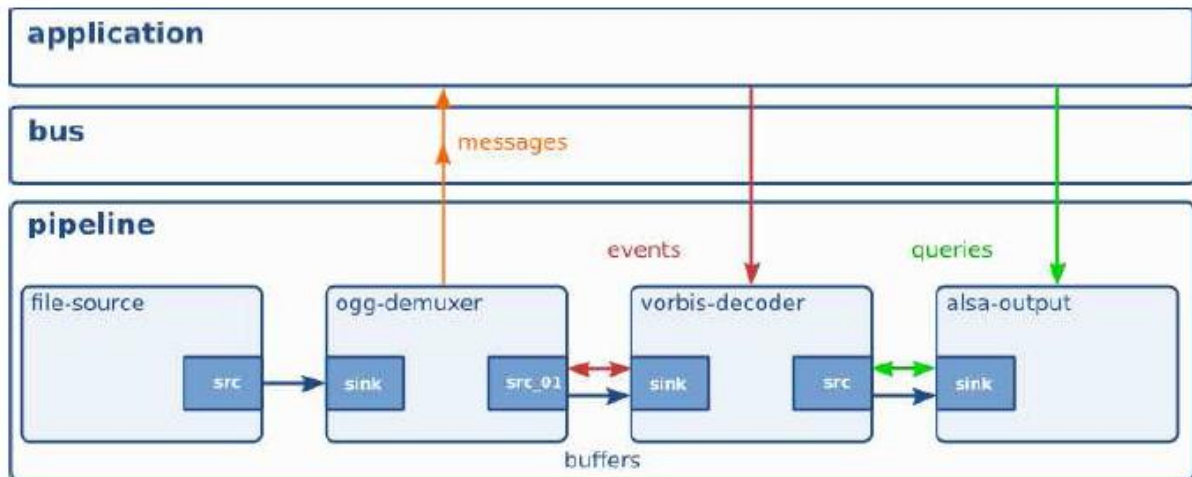 application
bus
messages
pipeline
events
queries
file-source
ogg-demuxer
vorbis-decoder
alsa-output
src
sink
src_01
sink
src
sink
buffers